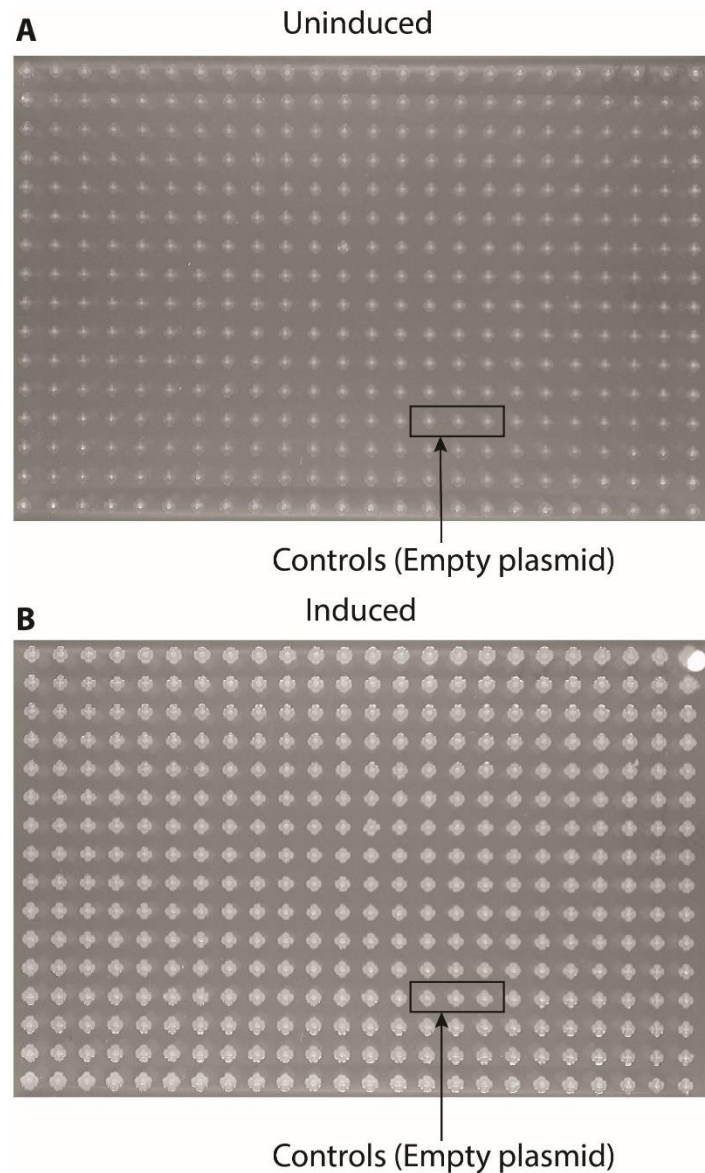 A
Uninduced
Controls (Empty plasmid)
B
Induced
Controls (Empty plasmid)